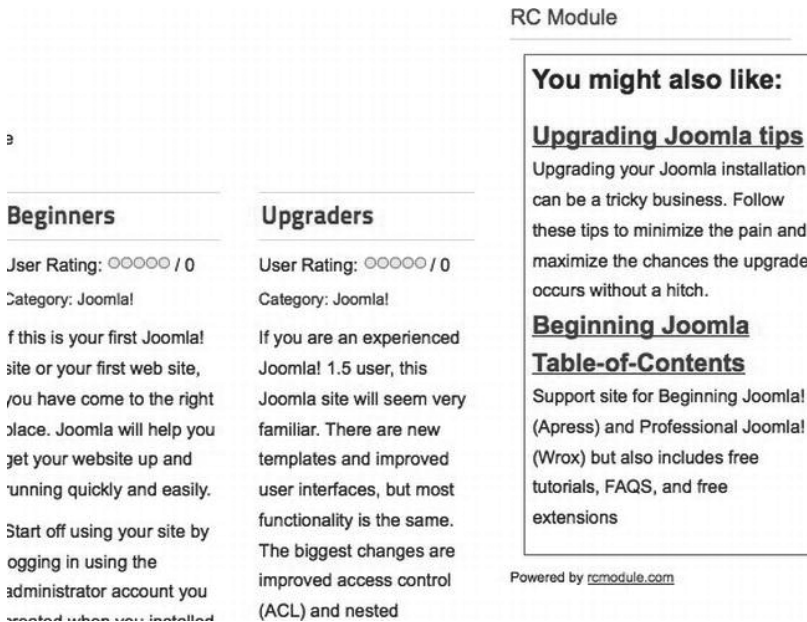 Beginners
User Rating: / 0
Category: Joomla!
If this is your first Joomla!
site or your first web site,
you have come to the right
place. Joomla will help you
get your website up and
running quickly and easily.
Start off using your site by
logging in using the
administrator account you
created when you installed
Upgraders
User Rating: / 0
Category: Joomla!
If you are an experienced
Joomla! 1.5 user, this
Joomla site will seem very
familiar. There are new
templates and improved
user interfaces, but most
functionality is the same.
The biggest changes are
improved access control
(ACL) and nested
RC Module
You might also like:
Upgrading Joomla tips
Upgrading your Joomla installation
can be a tricky business. Follow
these tips to minimize the pain and
maximize the chances the upgrade
occurs without a hitch.
Beginning Joomla
Table-of-Contents
Support site for Beginning Joomla!
(Apress) and Professional Joomla!
(Wrox) but also includes free
tutorials, FAQS, and free
extensions
Powered by rcmodule.com